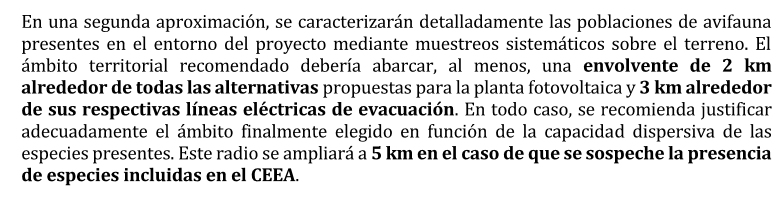 En una segunda aproximación, se caracterizarán detalladamente las poblaciones de avifauna
presentes en el entorno del proyecto mediante muestreos sistemáticos sobre el terreno. El
ámbito territorial recomendado debería abarcar, al menos, una envolvente de 2 km
alrededor de todas las alternativas propuestas para la planta fotovoltaica y 3 km alrededor
de sus respectivas líneas eléctricas de evacuación. En todo caso, se recomienda justificar
adecuadamente el ámbito finalmente elegido en función de la capacidad dispersiva de las
especies presentes. Este radio se ampliará a 5 km en el caso de que se sospeche la presencia
de especies incluidas en el CEEA.